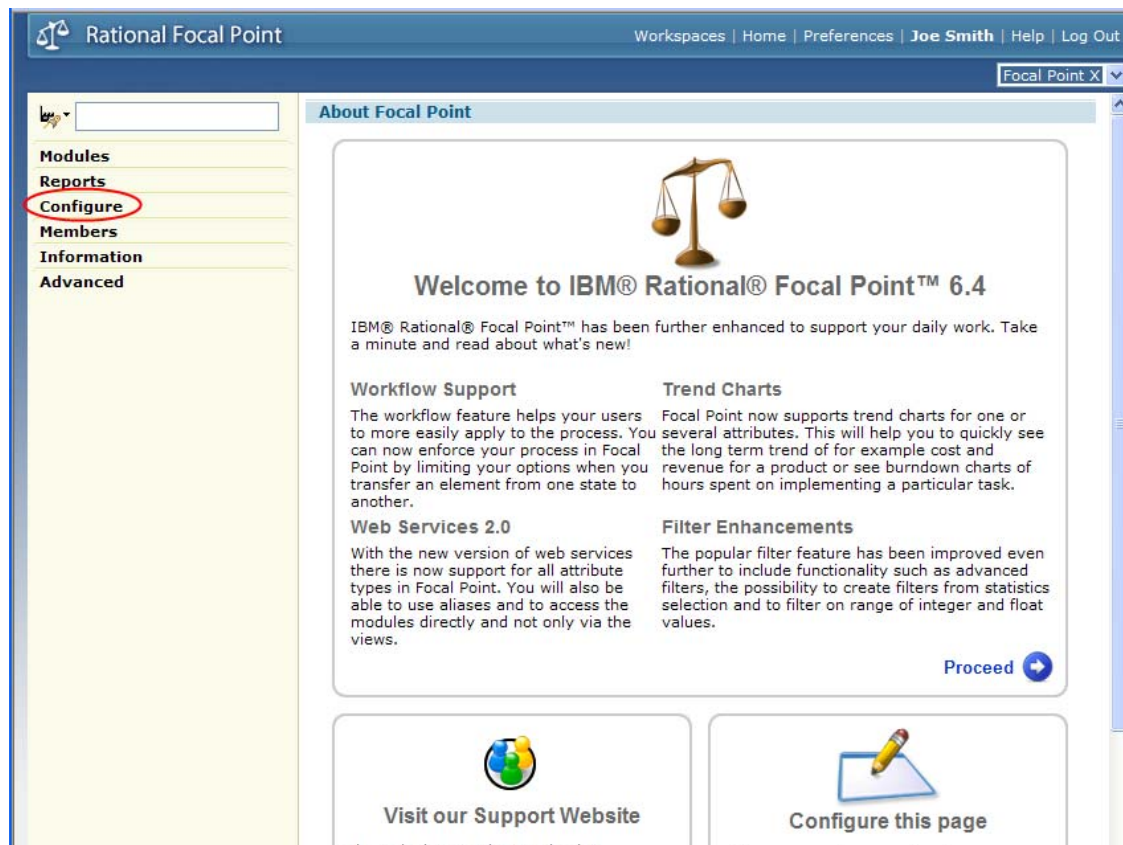 Rational Focal Point
Workspaces | Home | Preferences | Joe Smith | Help | Log Out
Focal Point X
Modules
Reports
Configure
Members
Information
Advanced
About Focal Point
Welcome to IBM® Rational® Focal Point™ 6.4
IBM® Rational® Focal Point™ has been further enhanced to support your daily work. Take
a minute and read about what's new!
Workflow Support
The workflow feature helps your users
to more easily apply to the process. You
can now enforce your process in Focal
Point by limiting your options when you
transfer an element from one state to
another.
Trend Charts
Focal Point now supports trend charts for one or
several attributes. This will help you to quickly see
the long term trend of for example cost and
revenue for a product or see burndown charts of
hours spent on implementing a particular task.
Web Services 2.0
With the new version of web services
there is now support for all attribute
types in Focal Point. You will also be
able to use aliases and to access the
modules directly and not only via the
views.
Filter Enhancements
The popular filter feature has been improved even
further to include functionality such as advanced
filters, the possibility to create filters from statistics
selection and to filter on range of integer and float
values.
Proceed
Visit our Support Website
Configure this page